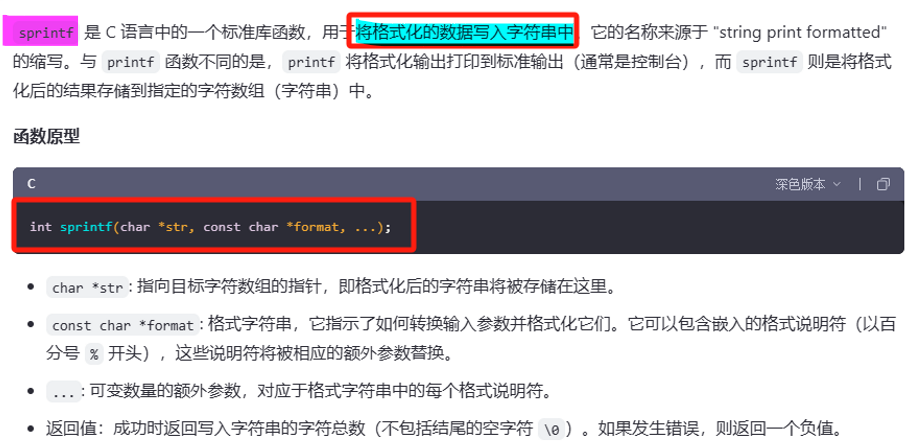 sprintf 是 C 语言中的一个标准库函数，用于将格式化的数据写入字符串中。它的名称来源于 "string print formatted"
的缩写。与 printf 函数不同的是，printf 将格式化输出打印到标准输出（通常是控制台），而 sprintf 则是将格式
化后的结果存储到指定的字符数组（字符串）中。
函数原型
C 深色版本
int sprintf(char *str, const char *format, ...);
• char *str: 指向目标字符数组的指针，即格式化后的字符串将被存储在这里。
• const char *format: 格式字符串，它指示了如何转换输入参数并格式化它们。它可以包含嵌入的格式说明符（以百
分号 % 开头），这些说明符将被相应的额外参数替换。
• ...: 可变数量的额外参数，对应于格式字符串中的每个格式说明符。
• 返回值：成功时返回写入字符串的字符总数（不包括结尾的空字符 \0）。如果发生错误，则返回一个负值。